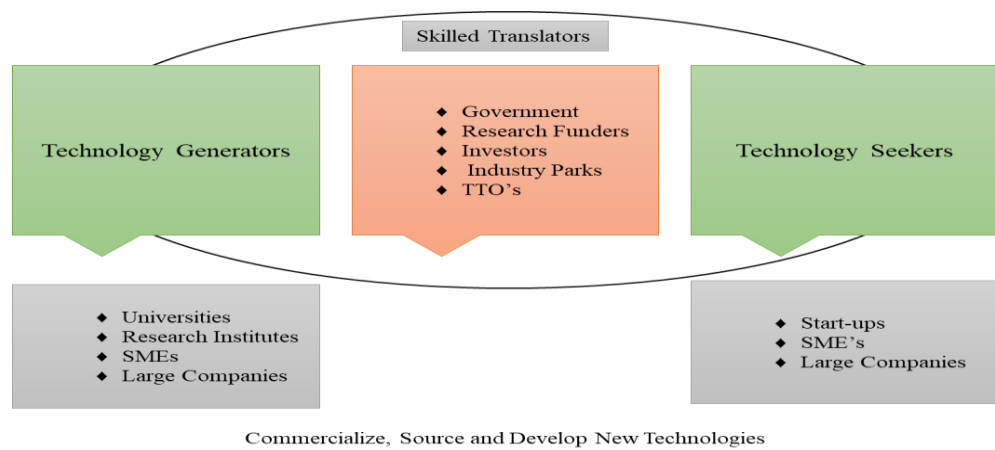 Skilled Translators
Technology Generators
◆ Government
◆ Research Funders
◆ Investors
◆ Industry Parks
◆ TTO's
Technology Seekers
◆ Universities
◆ Research Institutes
◆ SMEs
◆ Large Companies
◆ Start-ups
◆ SME's
◆ Large Companies
Commercialize, Source and Develop New Technologies